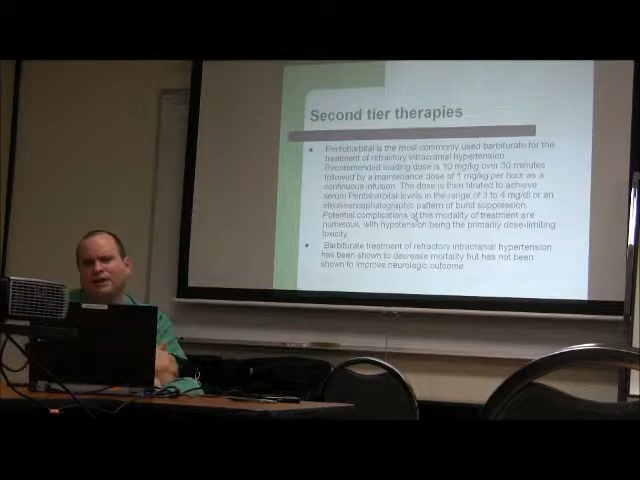 Second tier therapies
Pentobarbital is the most commonly used barbiturate for the
treatment of refractory intracranial hypertension
Recommended loading dose is 10 mg/kg over 30 minutes
followed by a maintenance dose of 1 mg/kg per hour as a
continuous infusion. The dose is then titrated to achieve
serum Pentobarbital levels in the range of 3 to 4 mg/dl or an
electroencephalographic pattern of burst suppression.
Potential complications of this modality of treatment are
numerous, with hypotension being the primarily dose-limiting
toxicity.
Barbiturate treatment of refractory intracranial hypertension
has been shown to decrease mortality but has not been
shown to improve neurologic outcome.